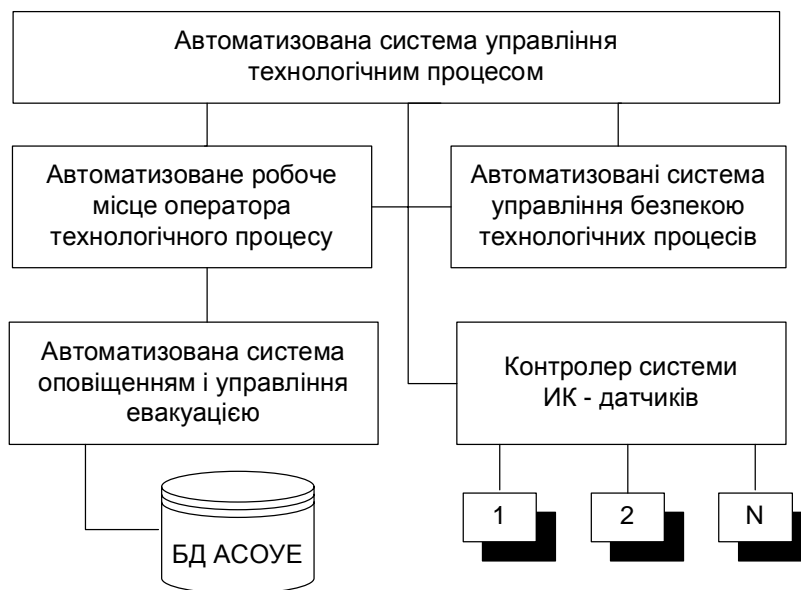 Автоматизована система управління
технологічним процесом
Автоматизоване робоче
місце оператора
технологічного процесу
Автоматизовані система
управління безпекою
технологічних процесів
Автоматизована система
оповіщенням і управління
евакуацією
Контролер системи
ИК - датчиків
1
2
N
БД АСОУЕ